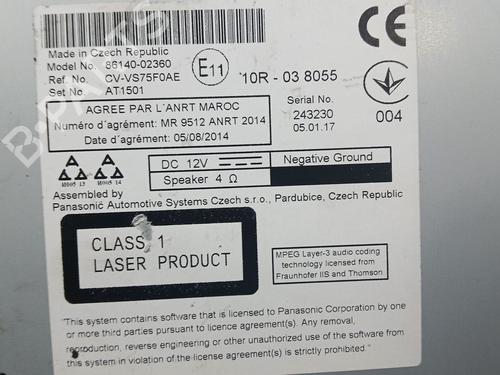 Made in Czech Republic
Model No. 86140-02360
Ref. No. CV-VS75F0AE
Set No. AT1501
E11
10R - 03 8055
AGREE PAR L'ANRT MAROC
Numéro d'agrément: MR 9512 ANRT 2014
Date d'agrément: 05/08/2014
Serial No.
243230
05.01.17
004
DC 12V
Negative Ground
Speaker 4 Ω
Assembled by
Panasonic Automotive Systems Czech s.r.o., Pardubice, Czech Republic
CLASS 1
LASER PRODUCT
MPEG Layer-3 audio coding
technology licensed from
Fraunhofer IIS and Thomson
"This system contains software that is licensed to Panasonic Corporation by one
or more third parties pursuant to licence agreement(s). Any removal,
reproduction, reverse engineering or other unauthorized use of all or part of
this system in violation of the license agreement(s) is strictly prohibited."